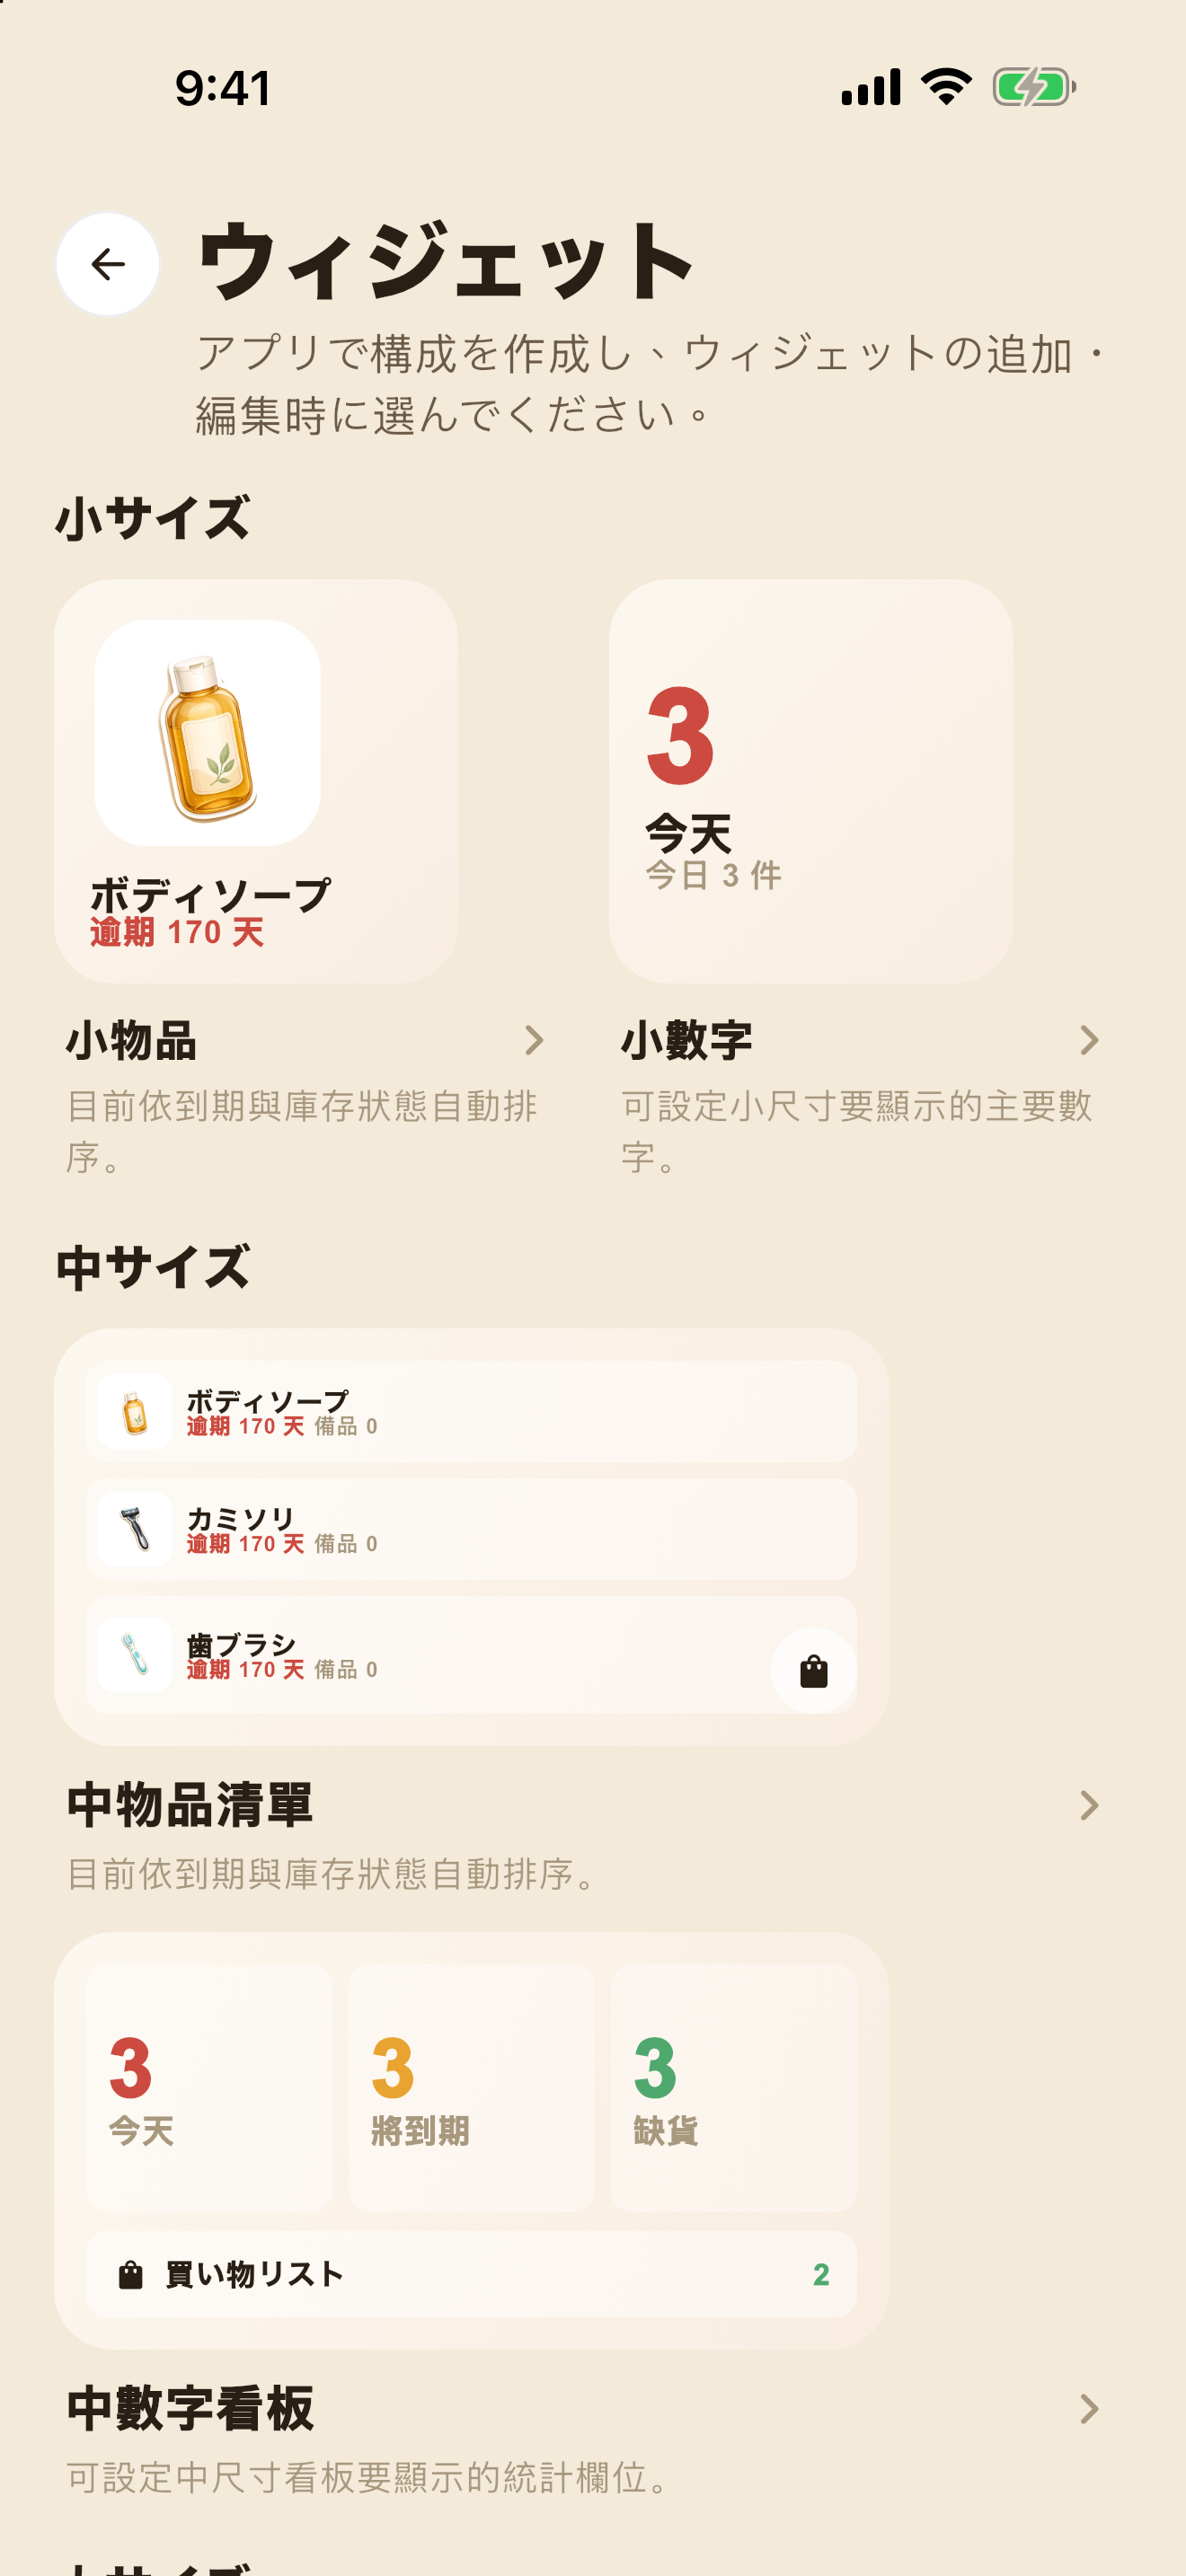 9:41
ウィジェット
アプリで構成を作成し、ウィジェットの追加・
編集時に選んでください。
小サイズ
ボディソープ
逾期 170 天
3
今天
今日 3 件
小物品
目前依到期與庫存狀態自動排
序。
小數字
可設定小尺寸要顯示的主要數
字。
中サイズ
ボディソープ
逾期 170 天 備品 0
カミソリ
逾期 170 天 備品 0
歯ブラシ
逾期 170 天 備品 0
中物品清單
目前依到期與庫存狀態自動排序。
3
今天
3
將到期
3
缺貨
買い物リスト
2
中數字看板
可設定中尺寸看板要顯示的統計欄位。